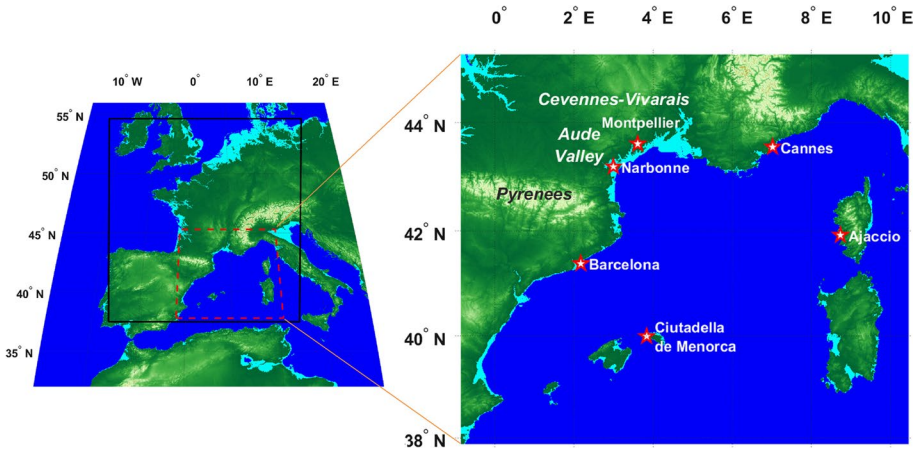 0° 2° E 4° E 6° E 8° E 10° E
10° W 0° 10° E 20° E
55° N
50° N
45° N
40° N
35° N
44° N
42° N
40° N
38° N
Cevennes-Vivarais
Montpellier
Aude
Valley
Narbonne
Cannes
Pyrenees
Ajaccio
Barcelona
Ciutadella
de Menorca